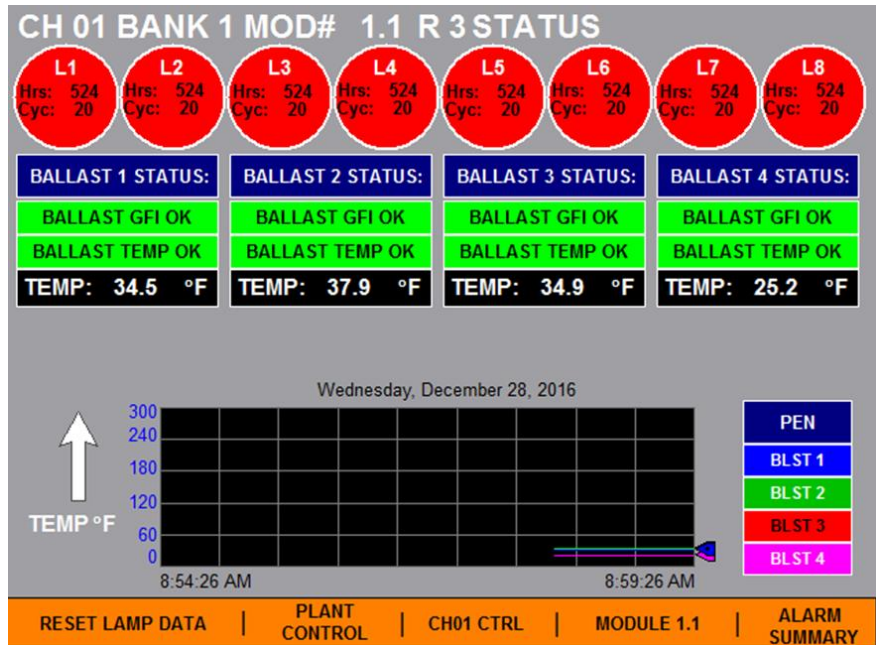 CH 01 BANK 1 MOD# 1.1 R 3 STATUS
L1 L2 L3 L4 L5 L6 L7 L8
Hrs: 524 Hrs: 524 Hrs: 524 Hrs: 524 Hrs: 524 Hrs: 524 Hrs: 524 Hrs: 524
Cyc: 20 Cyc: 20 Cyc: 20 Cyc: 20 Cyc: 20 Cyc: 20 Cyc: 20 Cyc: 20
BALLAST 1 STATUS: BALLAST 2 STATUS: BALLAST 3 STATUS: BALLAST 4 STATUS:
BALLAST GFI OK BALLAST GFI OK BALLAST GFI OK BALLAST GFI OK
BALLAST TEMP OK BALLAST TEMP OK BALLAST TEMP OK BALLAST TEMP OK
TEMP: 34.5 °F TEMP: 37.9 °F TEMP: 34.9 °F TEMP: 25.2 °F
Wednesday, December 28, 2016
300
240
180
120
60
0
TEMP °F
8:54:26 AM 8:59:26 AM
PEN
BLST 1
BLST 2
BLST 3
BLST 4
RESET LAMP DATA | PLANT CONTROL | CH01 CTRL | MODULE 1.1 | ALARM SUMMARY